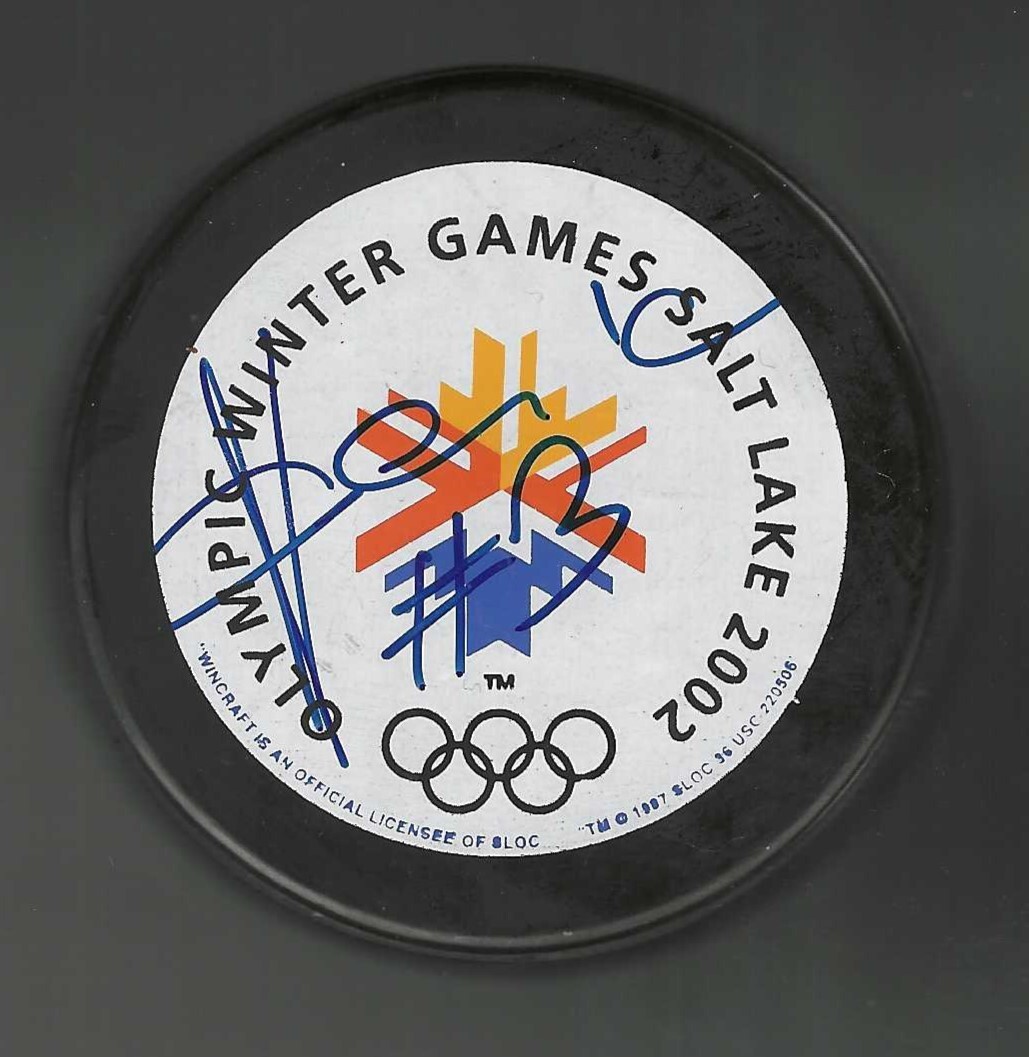 OLYMPIC WINTER GAMES SALT LAKE 2002
#3
TM
"WINCRAFT IS AN OFFICIAL LICENSEE OF SLOC
"TM © 1997 SLOC 36 USC 220506"